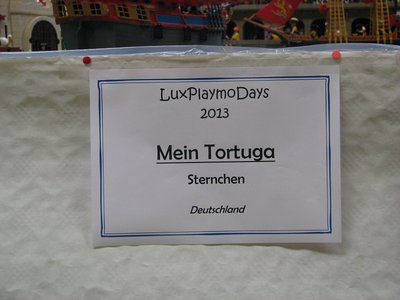 LuxPlaymoDays
2013
Mein Tortuga
Sternchen
Deutschland